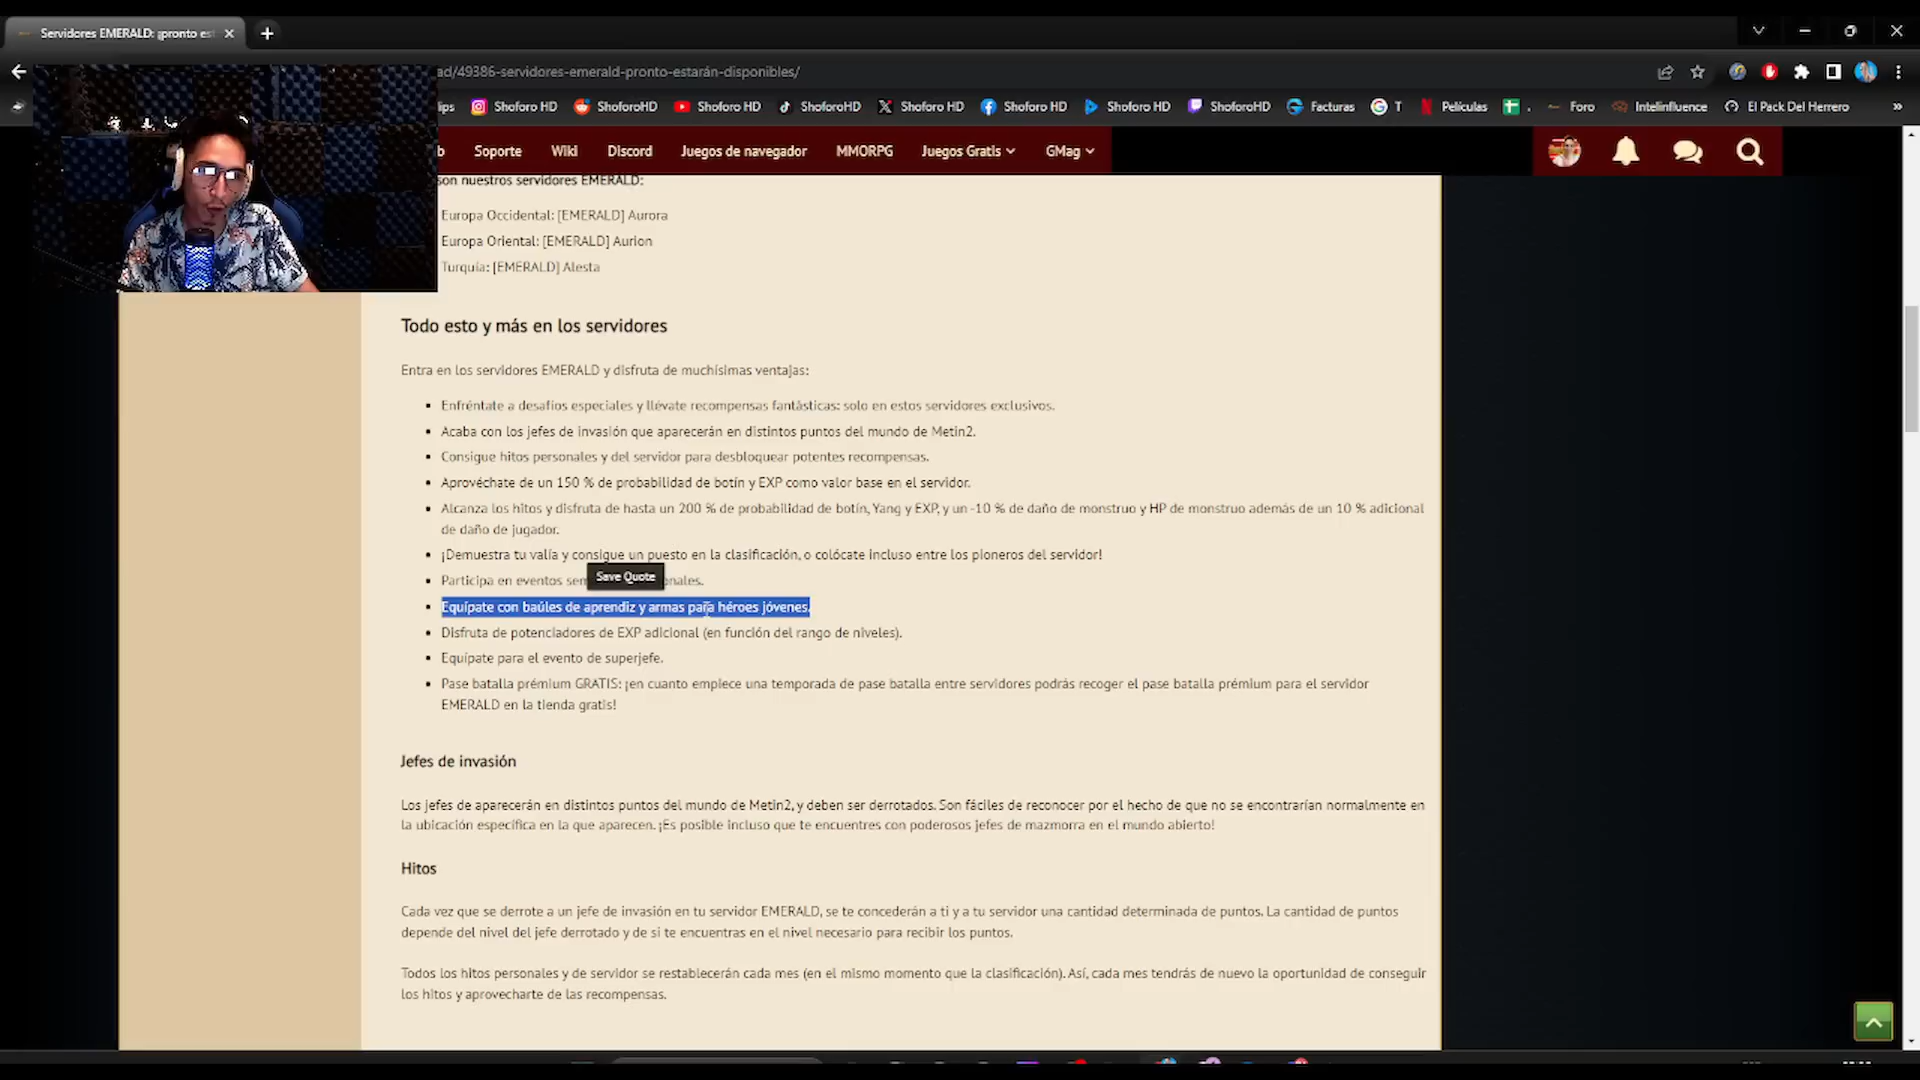 Servidores EMERALD: ¡pronto es
ad/49386-servidores-emerald-pronto-estarán-disponibles/
lips Shoforo HD ShoforoHD Shoforo HD ShoforoHD Shoforo HD Shoforo HD Shoforo HD ShoforoHD Facturas T Películas Foro Intelinfluence El Pack Del Herrero »
b Soporte Wiki Discord Juegos de navegador MMORPG Juegos Gratis GMag
son nuestros servidores EMERALD:
Europa Occidental: [EMERALD] Aurora
Europa Oriental: [EMERALD] Aurion
Turquía: [EMERALD] Alesta
Todo esto y más en los servidores
Entra en los servidores EMERALD y disfruta de muchísimas ventajas:
Enfréntate a desafíos especiales y llévate recompensas fantásticas: solo en estos servidores exclusivos.
Acaba con los jefes de invasión que aparecerán en distintos puntos del mundo de Metin2.
Consigue hitos personales y del servidor para desbloquear potentes recompensas.
Aprovéchate de un 150 % de probabilidad de botín y EXP como valor base en el servidor.
Alcanza los hitos y disfruta de hasta un 200 % de probabilidad de botín, Yang y EXP, y un -10 % de daño de monstruo y HP de monstruo además de un 10 % adicional
de daño de jugador.
¡Demuestra tu valía y consigue un puesto en la clasificación, o colócate incluso entre los pioneros del servidor!
Save Quote
Participa en eventos sem nales.
Equípate con baúles de aprendiz y armas para héroes jóvenes.
Disfruta de potenciadores de EXP adicional (en función del rango de niveles).
Equípate para el evento de superjefe.
Pase batalla prémium GRATIS: ¡en cuanto empiece una temporada de pase batalla entre servidores podrás recoger el pase batalla prémium para el servidor
EMERALD en la tienda gratis!
Jefes de invasión
Los jefes de aparecerán en distintos puntos del mundo de Metin2, y deben ser derrotados. Son fáciles de reconocer por el hecho de que no se encontrarían normalmente en
la ubicación específica en la que aparecen. ¡Es posible incluso que te encuentres con poderosos jefes de mazmorra en el mundo abierto!
Hitos
Cada vez que se derrote a un jefe de invasión en tu servidor EMERALD, se te concederán a ti y a tu servidor una cantidad determinada de puntos. La cantidad de puntos
depende del nivel del jefe derrotado y de si te encuentras en el nivel necesario para recibir los puntos.
Todos los hitos personales y de servidor se restablecerán cada mes (en el mismo momento que la clasificación). Así, cada mes tendrás de nuevo la oportunidad de conseguir
los hitos y aprovecharte de las recompensas.